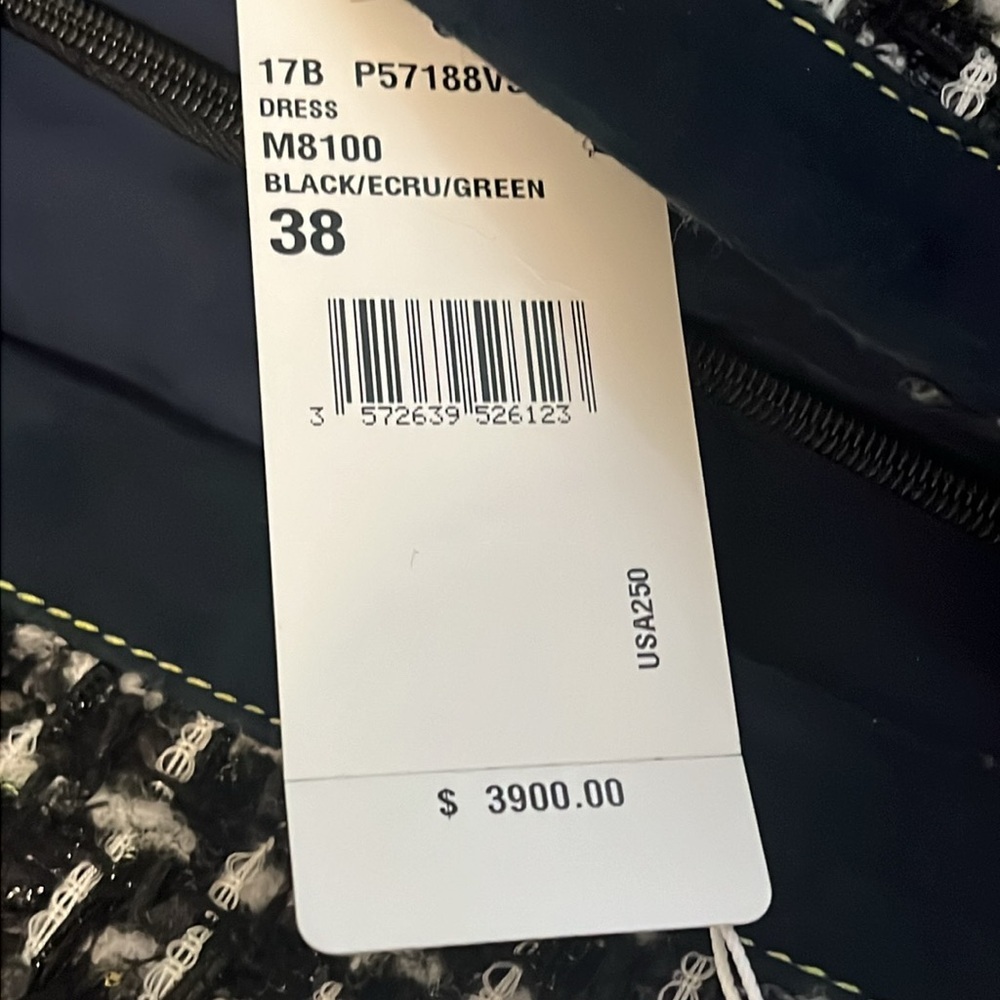 17B P57188V
DRESS
M8100
BLACK/ECRU/GREEN
38
3 572639 526123
USA250
$ 3900.00